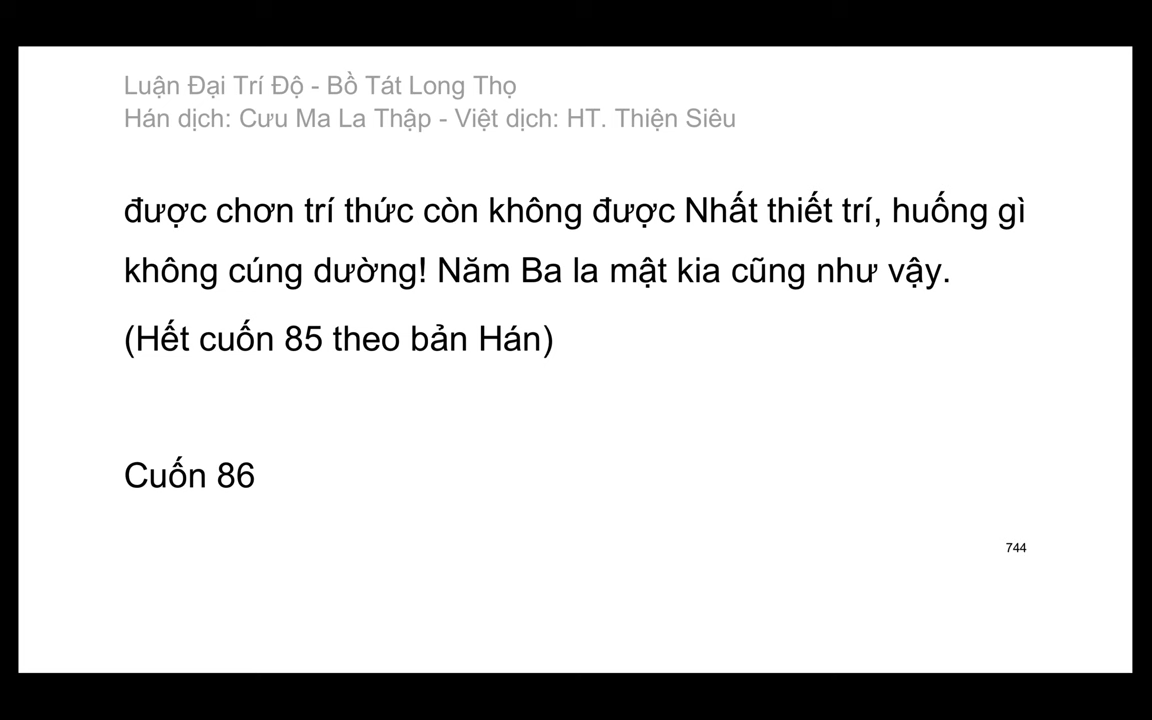 Luận Đại Trí Độ - Bồ Tát Long Thọ
Hán dịch: Cưu Ma La Thập - Việt dịch: HT. Thiện Siêu
được chơn trí thức còn không được Nhất thiết trí, huống gì
không cúng dường! Năm Ba la mật kia cũng như vậy.
(Hết cuốn 85 theo bản Hán)
Cuốn 86
744